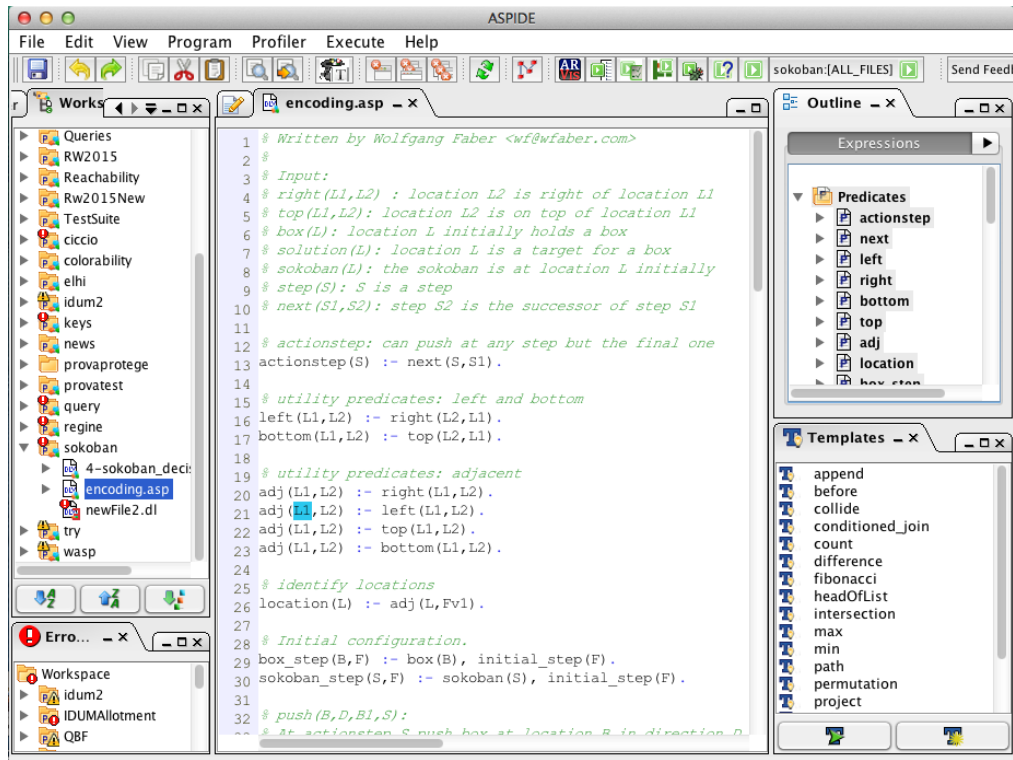 ASPIDE
File Edit View Program Profiler Execute Help
sokoban:[ALL_FILES] Send Feed
r Works
Queries
RW2015
Reachability
Rw2015New
TestSuite
ciccio
colorability
elhi
idum2
keys
news
provaprotege
provatest
query
regine
sokoban
4-sokoban_deci
encoding.asp
newFile2.dl
try
wasp
Erro...
Workspace
idum2
IDUMAllotment
QBF
encoding.asp
1 % Written by Wolfgang Faber <wf@wfaber.com>
2 %
3 % Input:
4 % right(L1,L2) : location L2 is right of location L1
5 % top(L1,L2): location L2 is on top of location L1
6 % box(L): location L initially holds a box
7 % solution(L): location L is a target for a box
8 % sokoban(L): the sokoban is at location L initially
9 % step(S): S is a step
10 % next(S1,S2): step S2 is the successor of step S1
11
12 % actionstep: can push at any step but the final one
13 actionstep(S) :- next(S,S1).
14
15 % utility predicates: left and bottom
16 left(L1,L2) :- right(L2,L1).
17 bottom(L1,L2) :- top(L2,L1).
18
19 % utility predicates: adjacent
20 adj(L1,L2) :- right(L1,L2).
21 adj(L1,L2) :- left(L1,L2).
22 adj(L1,L2) :- top(L1,L2).
23 adj(L1,L2) :- bottom(L1,L2).
24
25 % identify locations
26 location(L) :- adj(L,Fv1).
27
28 % Initial configuration.
29 box_step(B,F) :- box(B), initial_step(F).
30 sokoban_step(S,F) :- sokoban(S), initial_step(F).
31
32 % push(B,D,B1,S):
% At actionstep S push box at location B in direction D
Outline
Expressions
Predicates
actionstep
next
left
right
bottom
top
adj
location
box_step
Templates
append
before
collide
conditioned_join
count
difference
fibonacci
headOfList
intersection
max
min
path
permutation
project